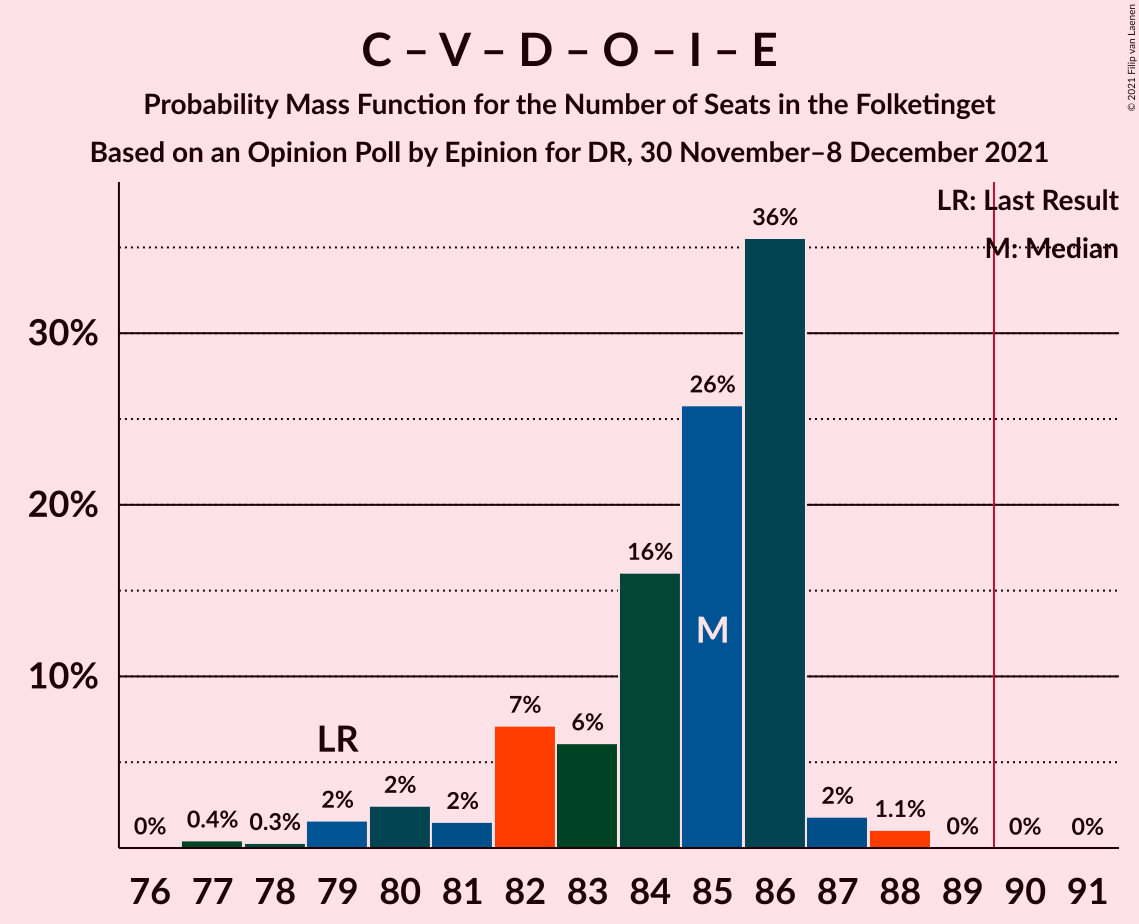 C – V – D – O – I – E
Probability Mass Function for the Number of Seats in the Folketinget
Based on an Opinion Poll by Epinion for DR, 30 November–8 December 2021
© 2021 Filip van Laenen
LR: Last Result
M: Median
36%
30%
26%
20%
16%
M
10%
7%
6%
LR
0%
0.4%
0.3%
2%
2%
2%
2%
1.1%
0%
0%
0%
76 77 78 79 80 81 82 83 84 85 86 87 88 89 90 91